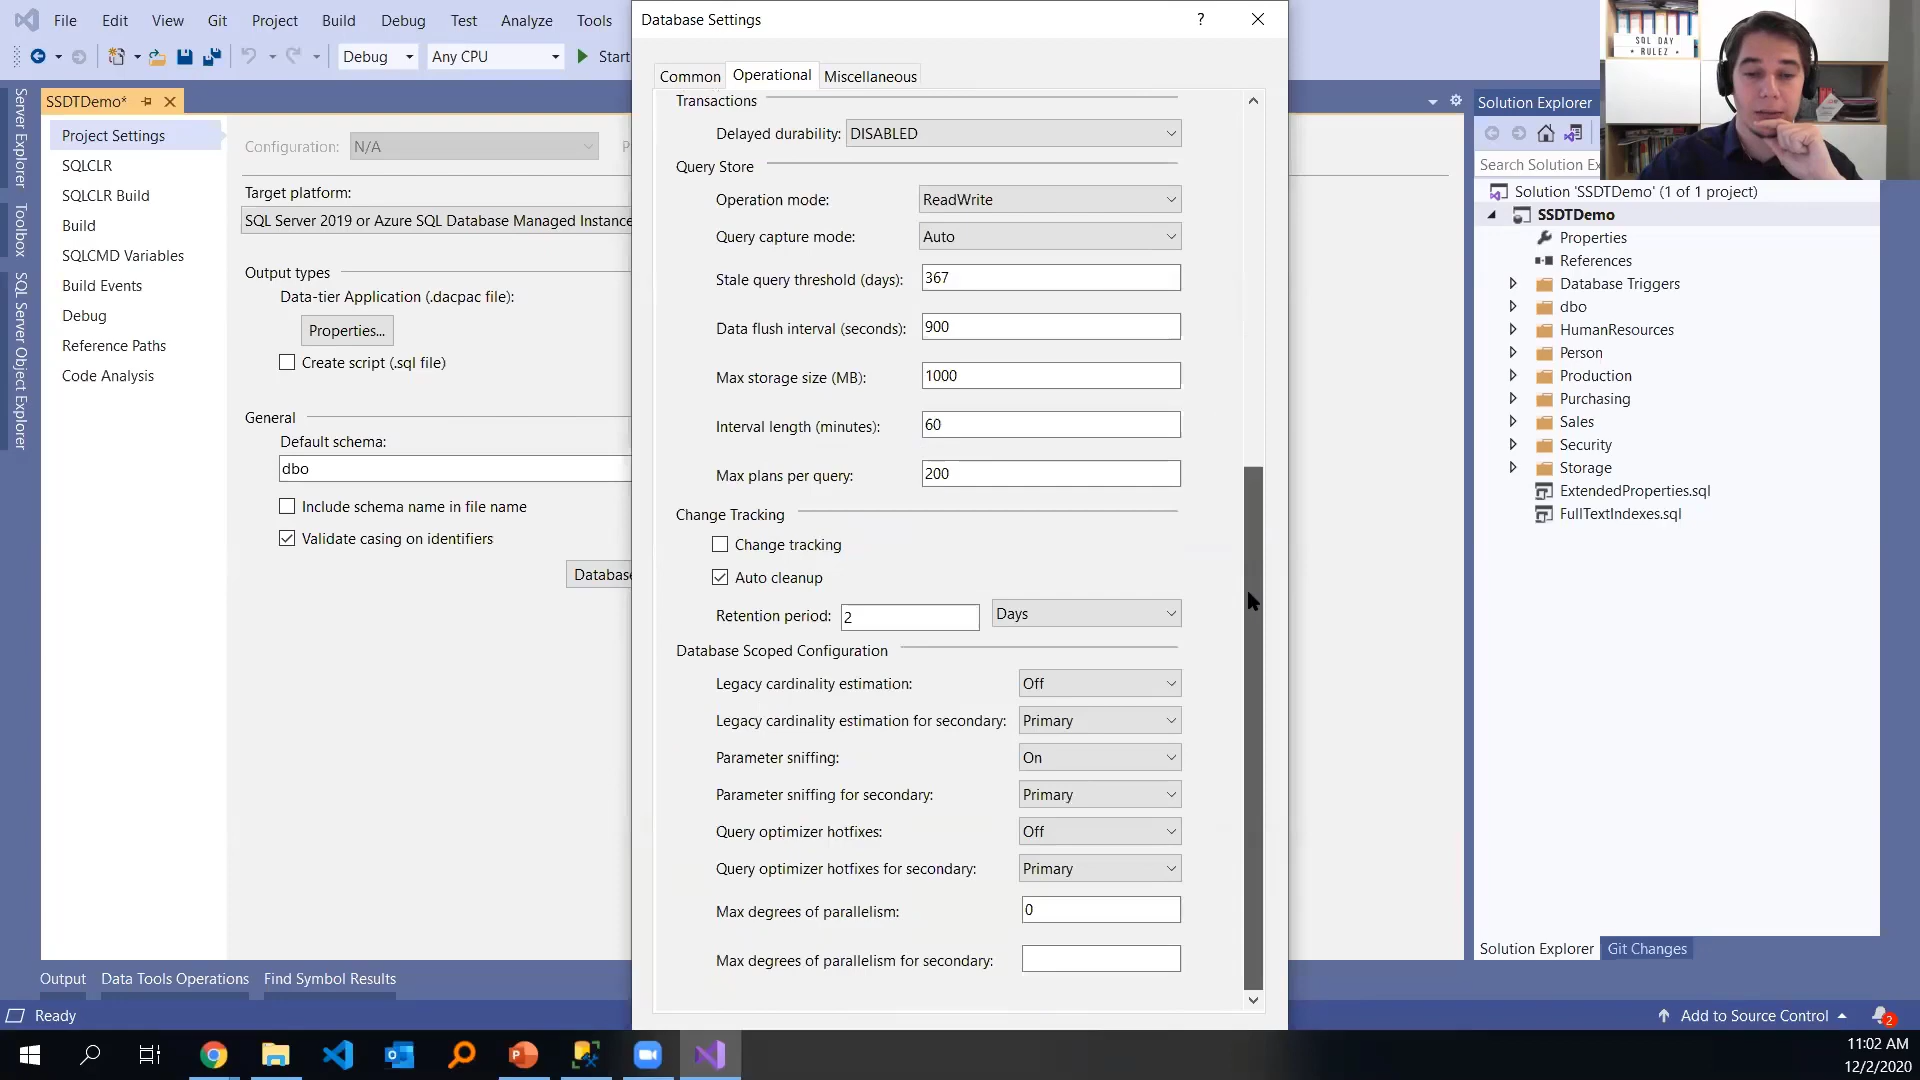 File Edit View Git Project Build Debug Test Analyze Tools
Debug Any CPU Start
Server Explorer
Toolbox
SQL Server Object Explorer
SSDTDemo*
Project Settings
SQLCLR
SQLCLR Build
Build
SQLCMD Variables
Build Events
Debug
Reference Paths
Code Analysis
Configuration: N/A
Target platform:
SQL Server 2019 or Azure SQL Database Managed Instance
Output types
Data-tier Application (.dacpac file):
Properties...
Create script (.sql file)
General
Default schema:
dbo
Include schema name in file name
Validate casing on identifiers
Database
Database Settings ?
Common Operational Miscellaneous
Transactions
Delayed durability: DISABLED
Query Store
Operation mode: ReadWrite
Query capture mode: Auto
Stale query threshold (days): 367
Data flush interval (seconds): 900
Max storage size (MB): 1000
Interval length (minutes): 60
Max plans per query: 200
Change Tracking
Change tracking
Auto cleanup
Retention period: 2 Days
Database Scoped Configuration
Legacy cardinality estimation: Off
Legacy cardinality estimation for secondary: Primary
Parameter sniffing: On
Parameter sniffing for secondary: Primary
Query optimizer hotfixes: Off
Query optimizer hotfixes for secondary: Primary
Max degrees of parallelism: 0
Max degrees of parallelism for secondary:
SQL DAY
• RULEZ •
Solution Explorer
Search Solution Ex
Solution 'SSDTDemo' (1 of 1 project)
SSDTDemo
Properties
References
Database Triggers
dbo
HumanResources
Person
Production
Purchasing
Sales
Security
Storage
ExtendedProperties.sql
FullTextIndexes.sql
Solution Explorer Git Changes
Output Data Tools Operations Find Symbol Results
Ready
Add to Source Control 2
11:02 AM
12/2/2020